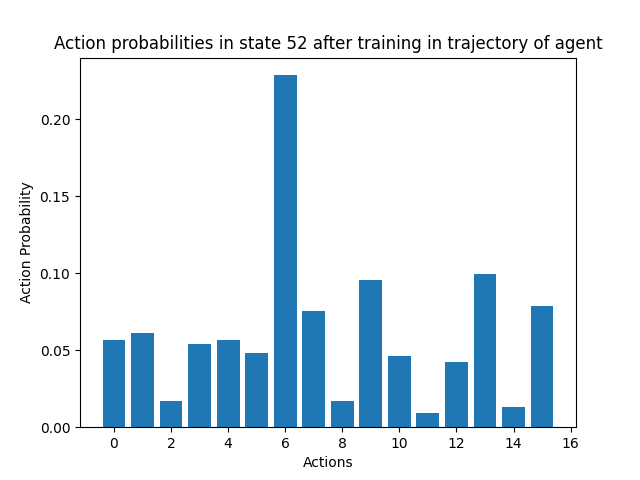 Action probabilities in state 52 after training in trajectory of agent
Action Probability
0.20
0.15
0.10
0.05
0.00
0 2 4 6 8 10 12 14 16
Actions